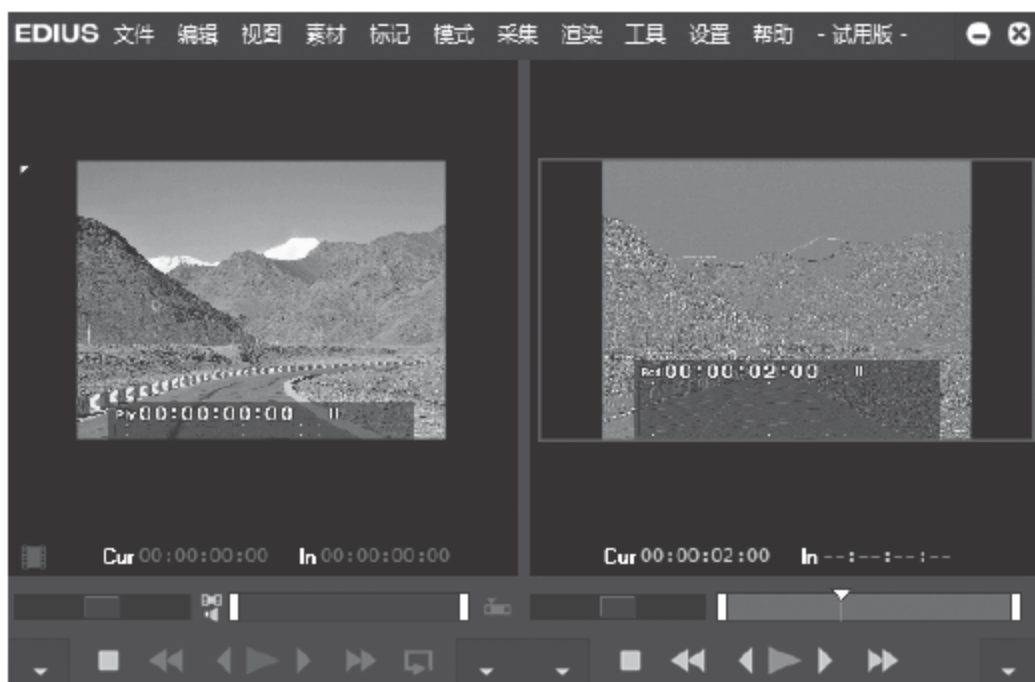 EDIUS 文件 编辑 视图 素材 标记 模式 采集 渲染 工具 设置 帮助 - 试用版 -
Ply 00:00:00:00
Rcd 00:00:02:00
Cur 00:00:00:00 In 00:00:00:00
Cur 00:00:02:00 In --:--:--:--